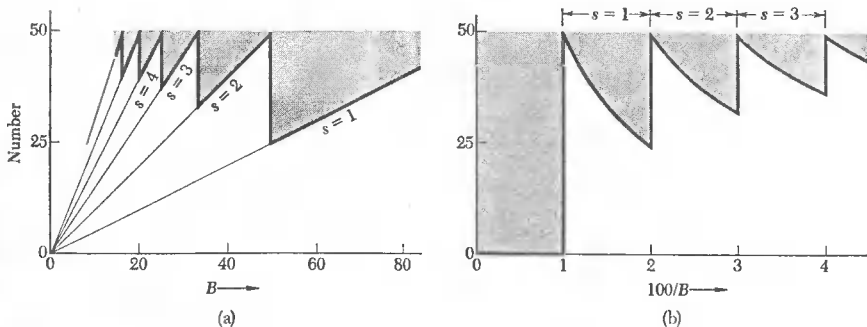 50
25
0
Number
s = 4
s = 3
s = 2
s = 1
0
20
40
60
80
B
(a)
s = 1
s = 2
s = 3
50
25
0
0
1
2
3
4
100/B
(b)